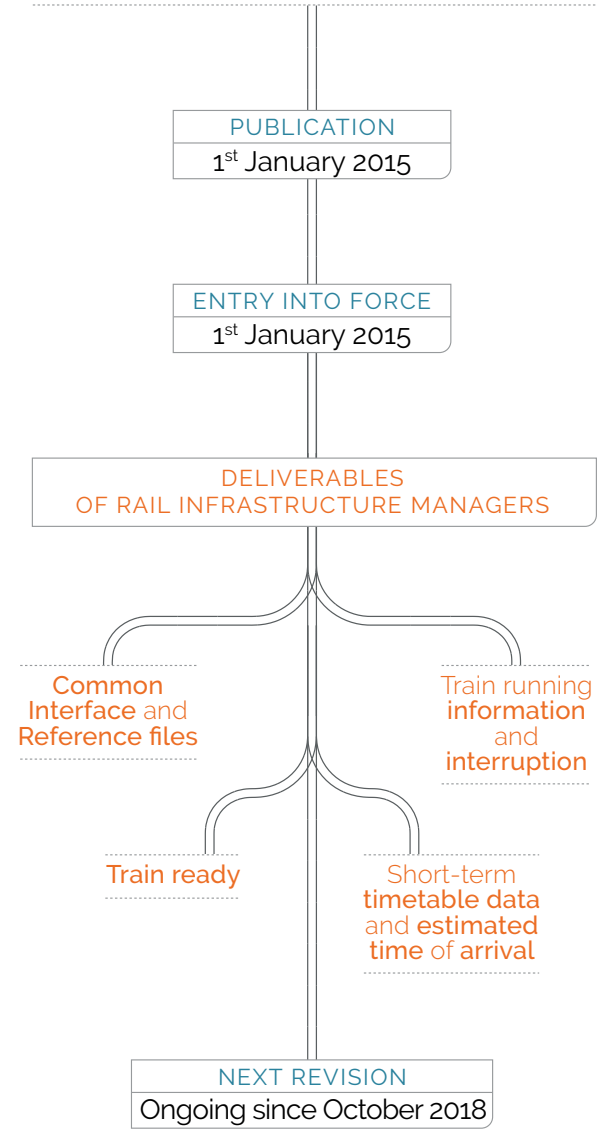 PUBLICATION
1st January 2015
ENTRY INTO FORCE
1st January 2015
DELIVERABLES
OF RAIL INFRASTRUCTURE MANAGERS
Common
Interface and
Reference files
Train running
information
and
interruption
Train ready
Short-term
timetable data
and estimated
time of arrival
NEXT REVISION
Ongoing since October 2018